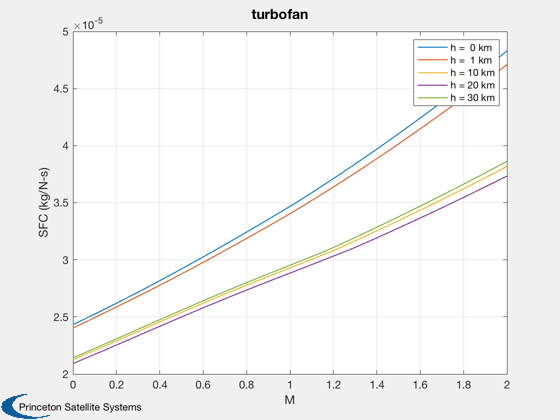 turbofan
×10⁻⁵
5
4.5
4
3.5
3
2.5
2
SFC (kg/N-s)
h = 0 km
h = 1 km
h = 10 km
h = 20 km
h = 30 km
0 0.2 0.4 0.6 0.8 1 1.2 1.4 1.6 1.8 2
M
Princeton Satellite Systems